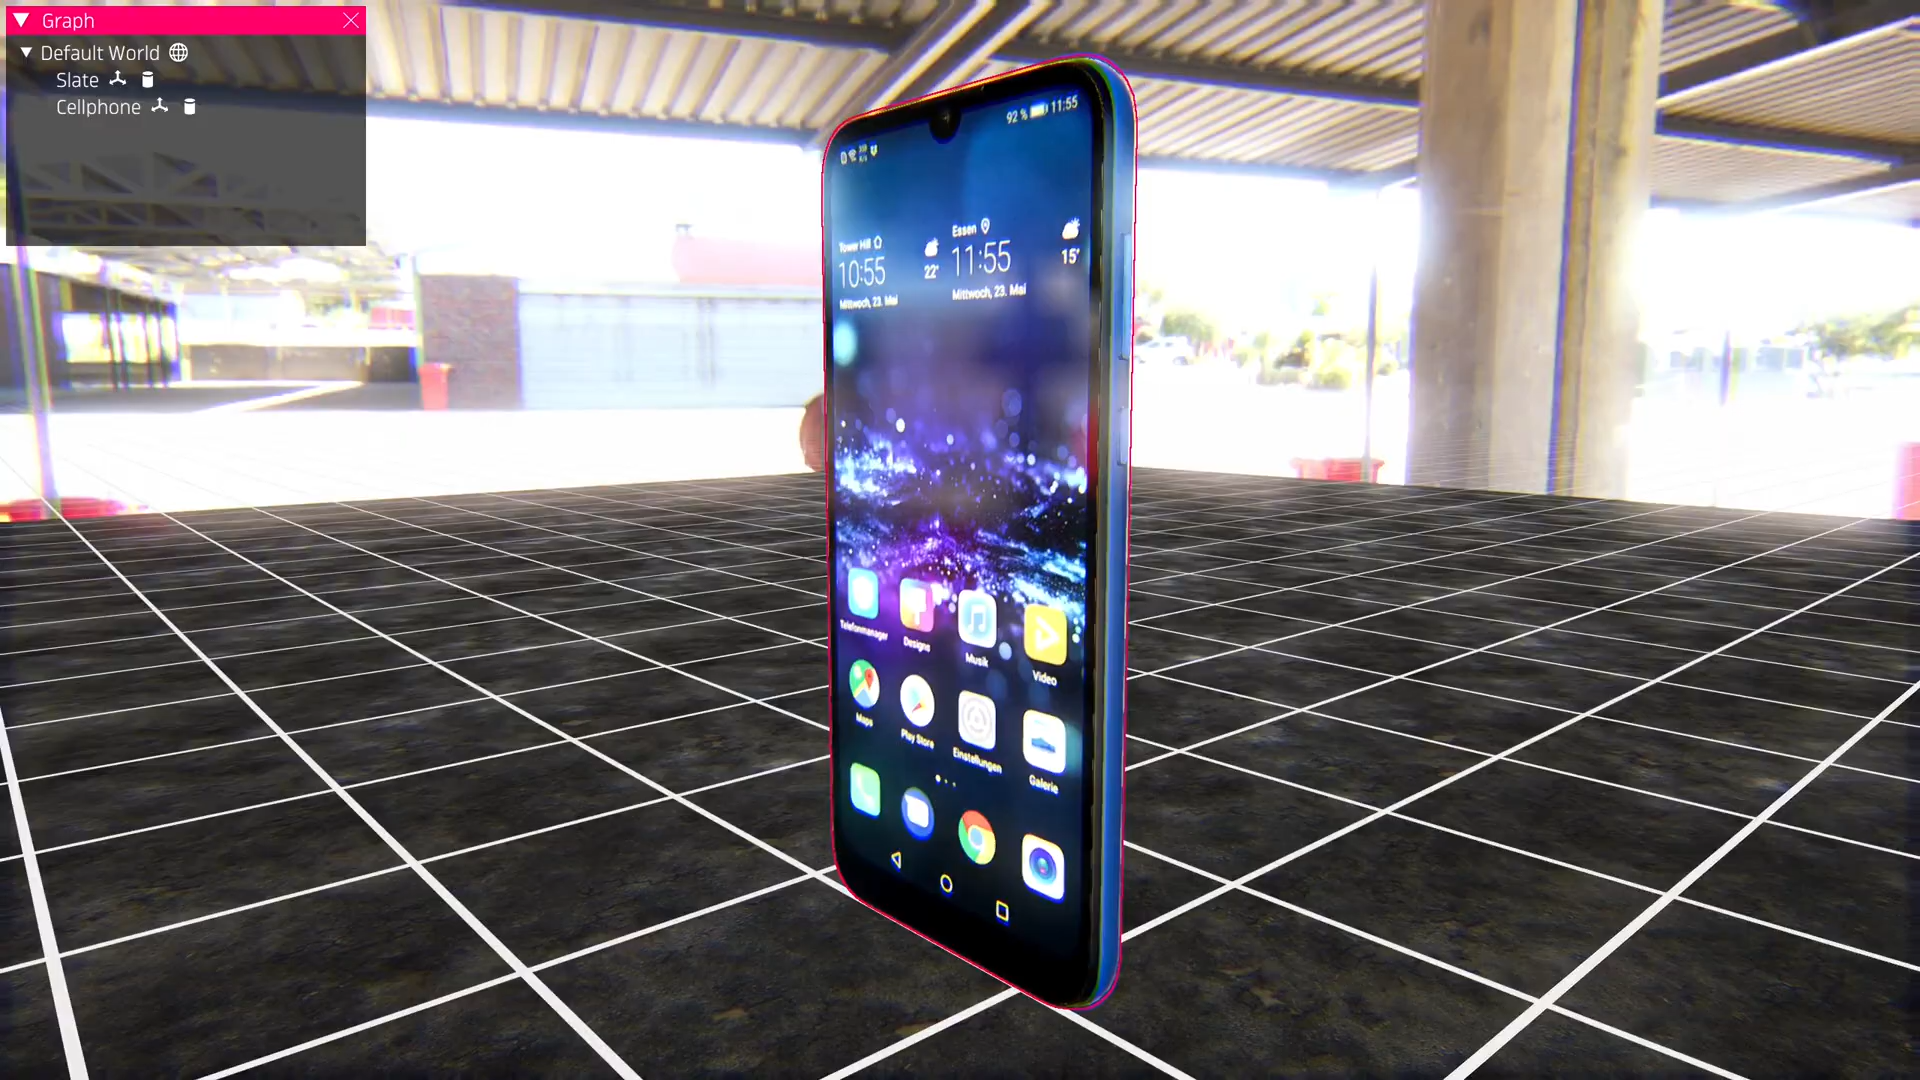 Graph
Default World
Slate
Cellphone
92 % 11:55
Tower Hill
10:55
22°
Mittwoch, 23. Mai
Essen
11:55
15°
Mittwoch, 23. Mai
Telefonmanager
Designs
Musik
Video
Maps
Play Store
Einstellungen
Galerie